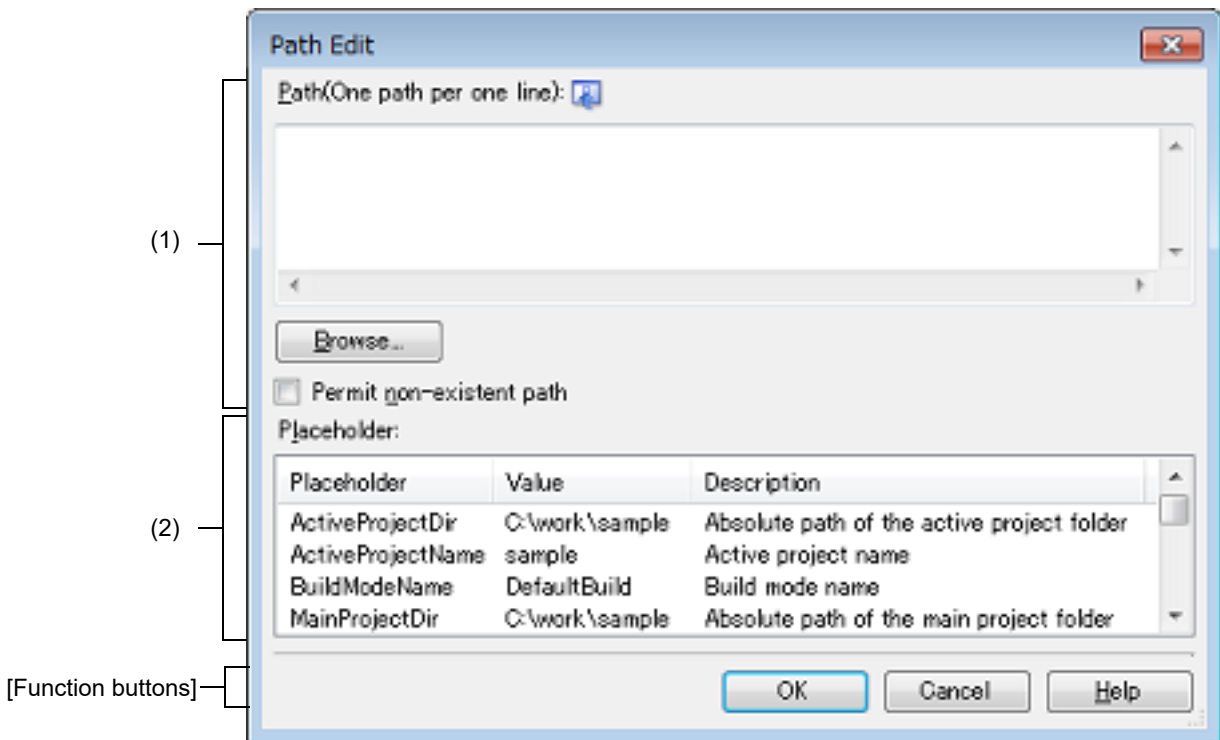 Path Edit
Path(One path per one line):
(1)
Browse...
Permit non-existent path
Placeholder:
Placeholder Value Description
ActiveProjectDir C:\work\sample Absolute path of the active project folder
(2)
ActiveProjectName sample Active project name
BuildModeName DefaultBuild Build mode name
MainProjectDir C:\work\sample Absolute path of the main project folder
[Function buttons]
OK Cancel Help